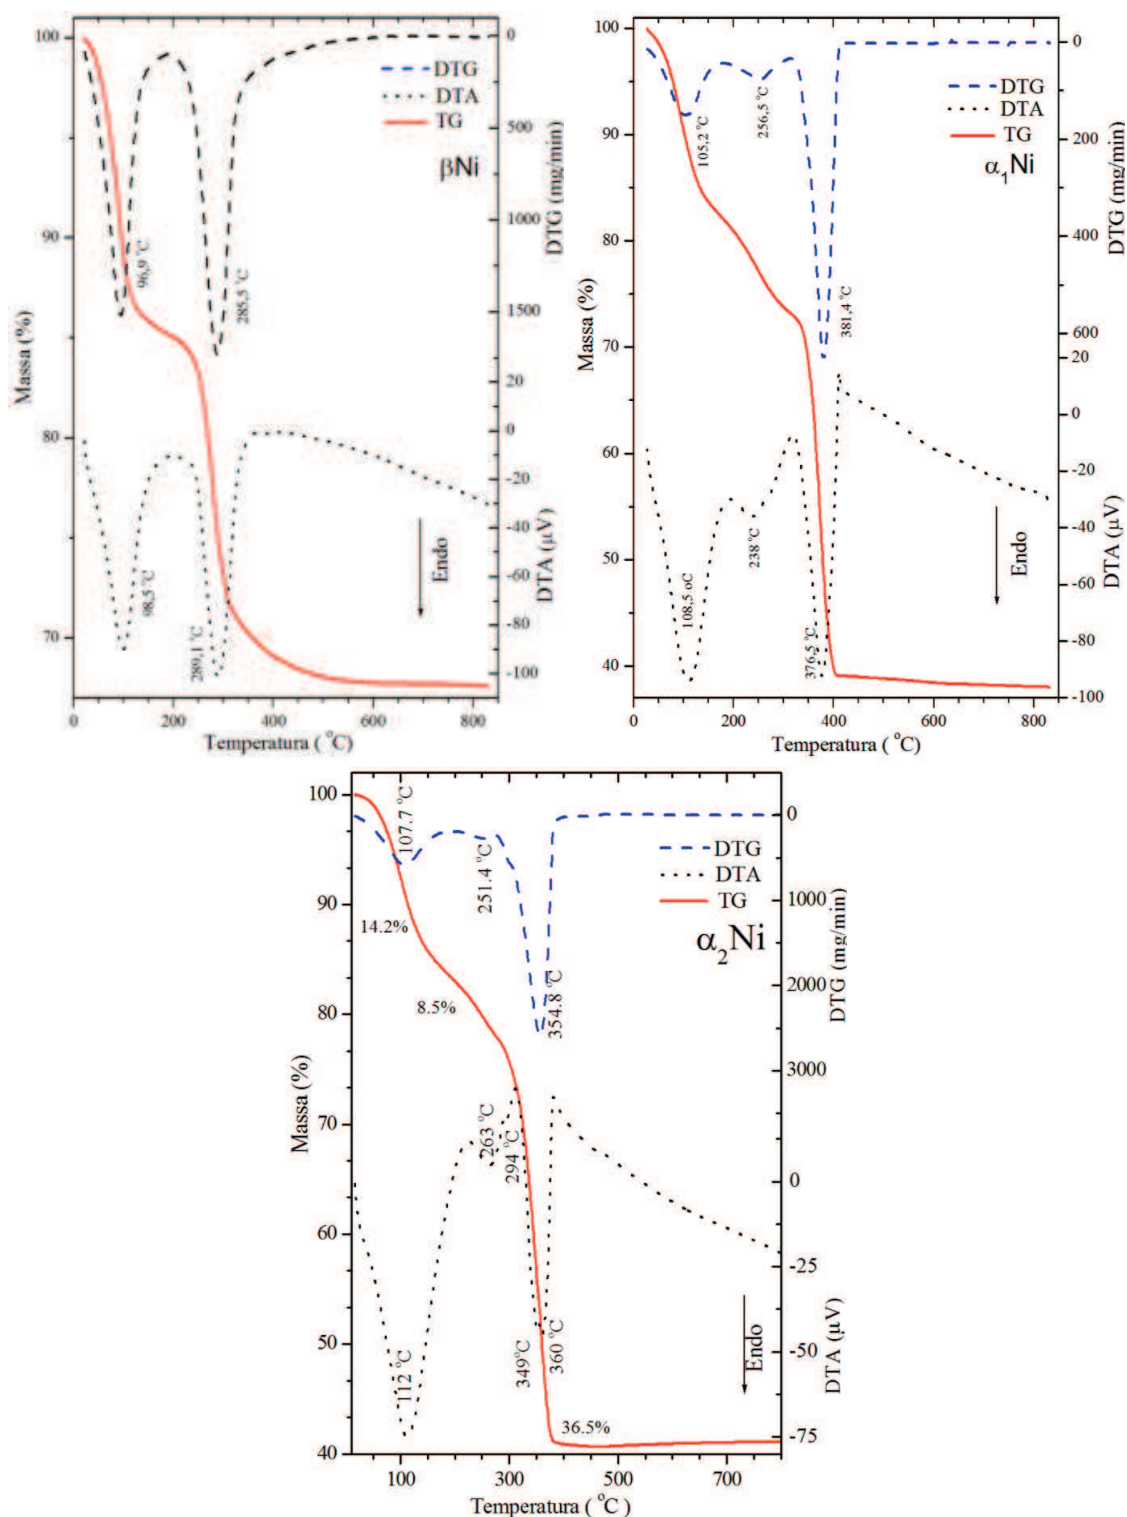 100
90
80
70
Massa (%)
0
200
400
600
800
Temperatura ( °C)
0
500
1000
1500
DTG (mg/min)
20
0
-20
-40
-60
-80
-100
DTA (µV)
DTG
DTA
TG
βNi
96,9 °C
285,5 °C
98,5 °C
289,1 °C
Endo
100
90
80
70
60
50
40
Massa (%)
0
200
400
600
800
Temperatura ( °C)
0
200
400
600
DTG (mg/min)
20
0
-20
-40
-60
-80
-100
DTA (µV)
DTG
DTA
TG
α1Ni
105,2 °C
256,5 °C
381,4 °C
108,5 oC
238 °C
376,5 °C
Endo
100
90
80
70
60
50
40
Massa (%)
100
300
500
700
Temperatura ( °C)
0
1000
2000
3000
DTG (mg/min)
0
-25
-50
-75
DTA (µV)
DTG
DTA
TG
α2Ni
107.7 °C
251.4 °C
354.8 °C
14.2%
8.5%
263 °C
294 °C
112 °C
349°C
360 °C
36.5%
Endo